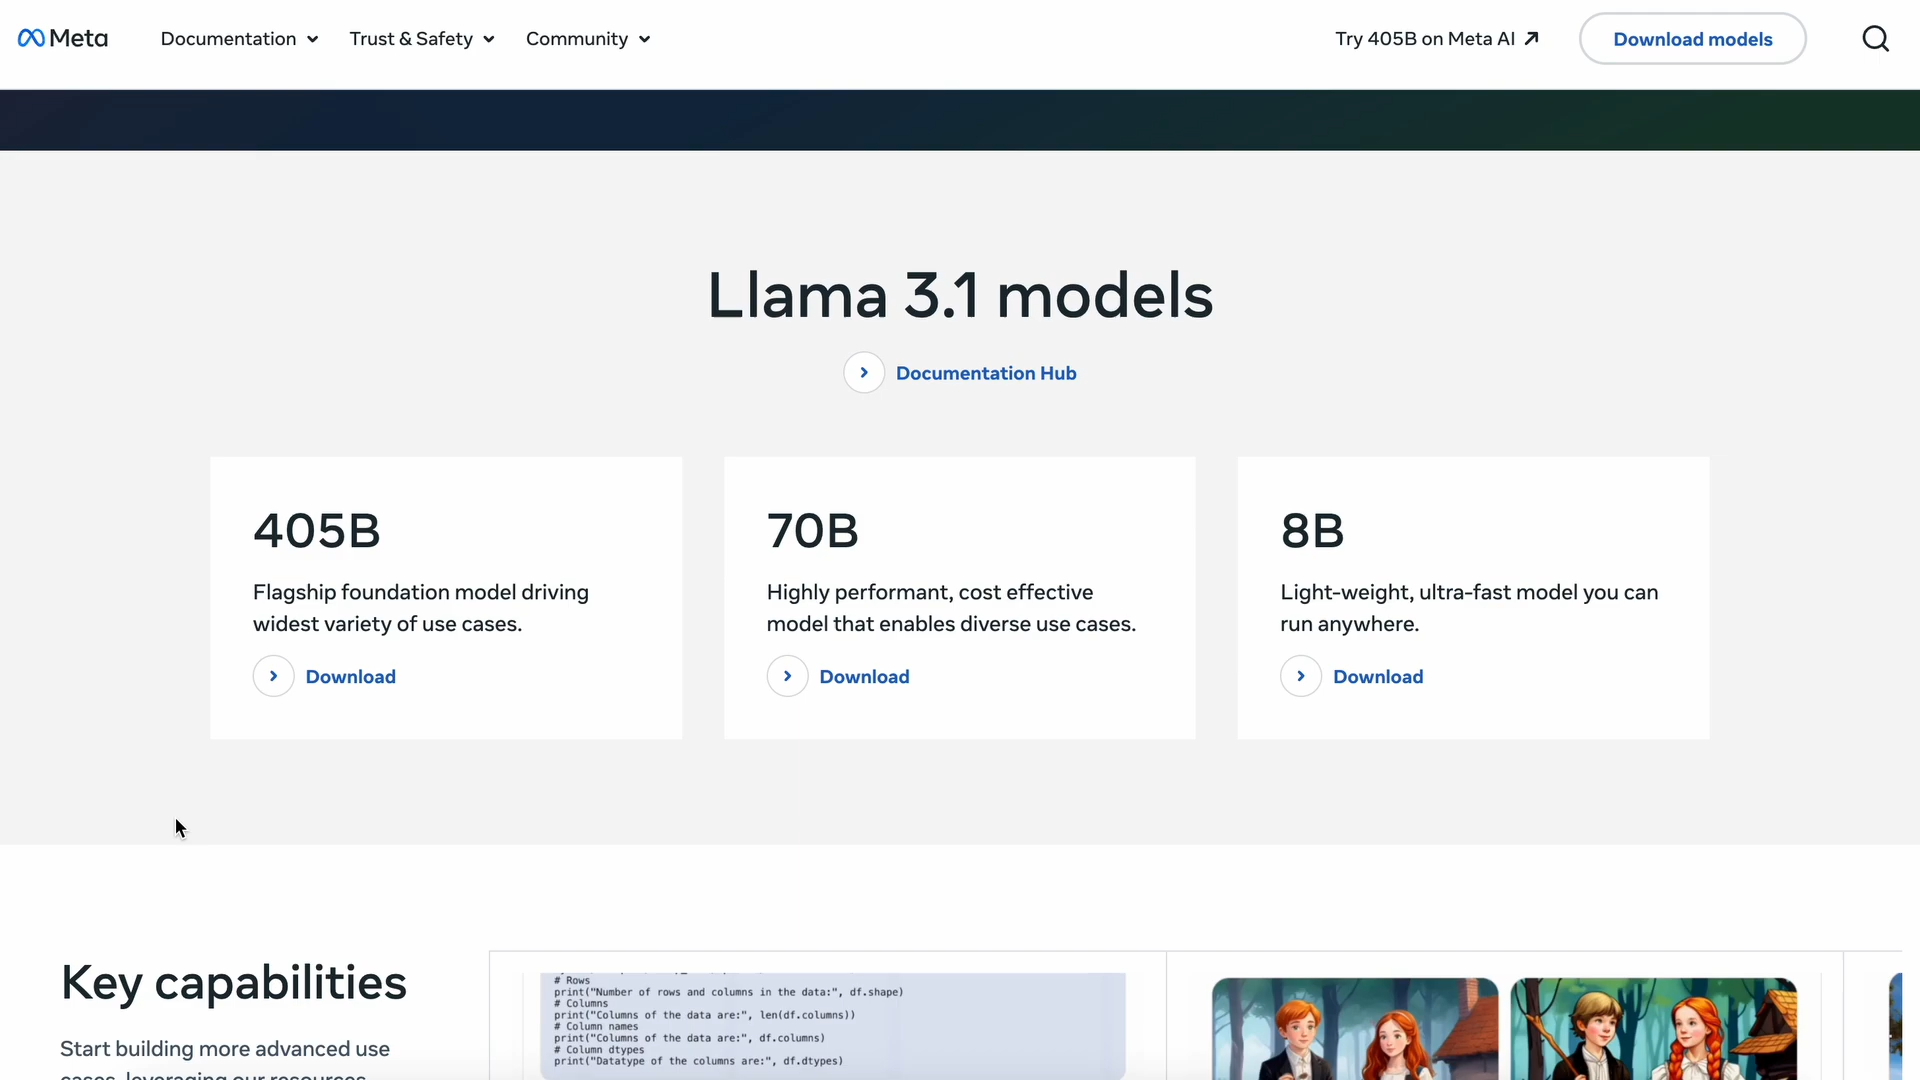 Meta
Documentation
Trust & Safety
Community
Try 405B on Meta AI
Download models
Llama 3.1 models
Documentation Hub
405B
Flagship foundation model driving
widest variety of use cases.
Download
70B
Highly performant, cost effective
model that enables diverse use cases.
Download
8B
Light-weight, ultra-fast model you can
run anywhere.
Download
Key capabilities
Start building more advanced use
cases, leveraging our resources
# Rows
print("Number of rows and columns in the data:", df.shape)
# Columns
print("Columns of the data are:", len(df.columns))
# Column names
print("Columns of the data are:", df.columns)
# Column dtypes
print("Datatype of the columns are:", df.dtypes)